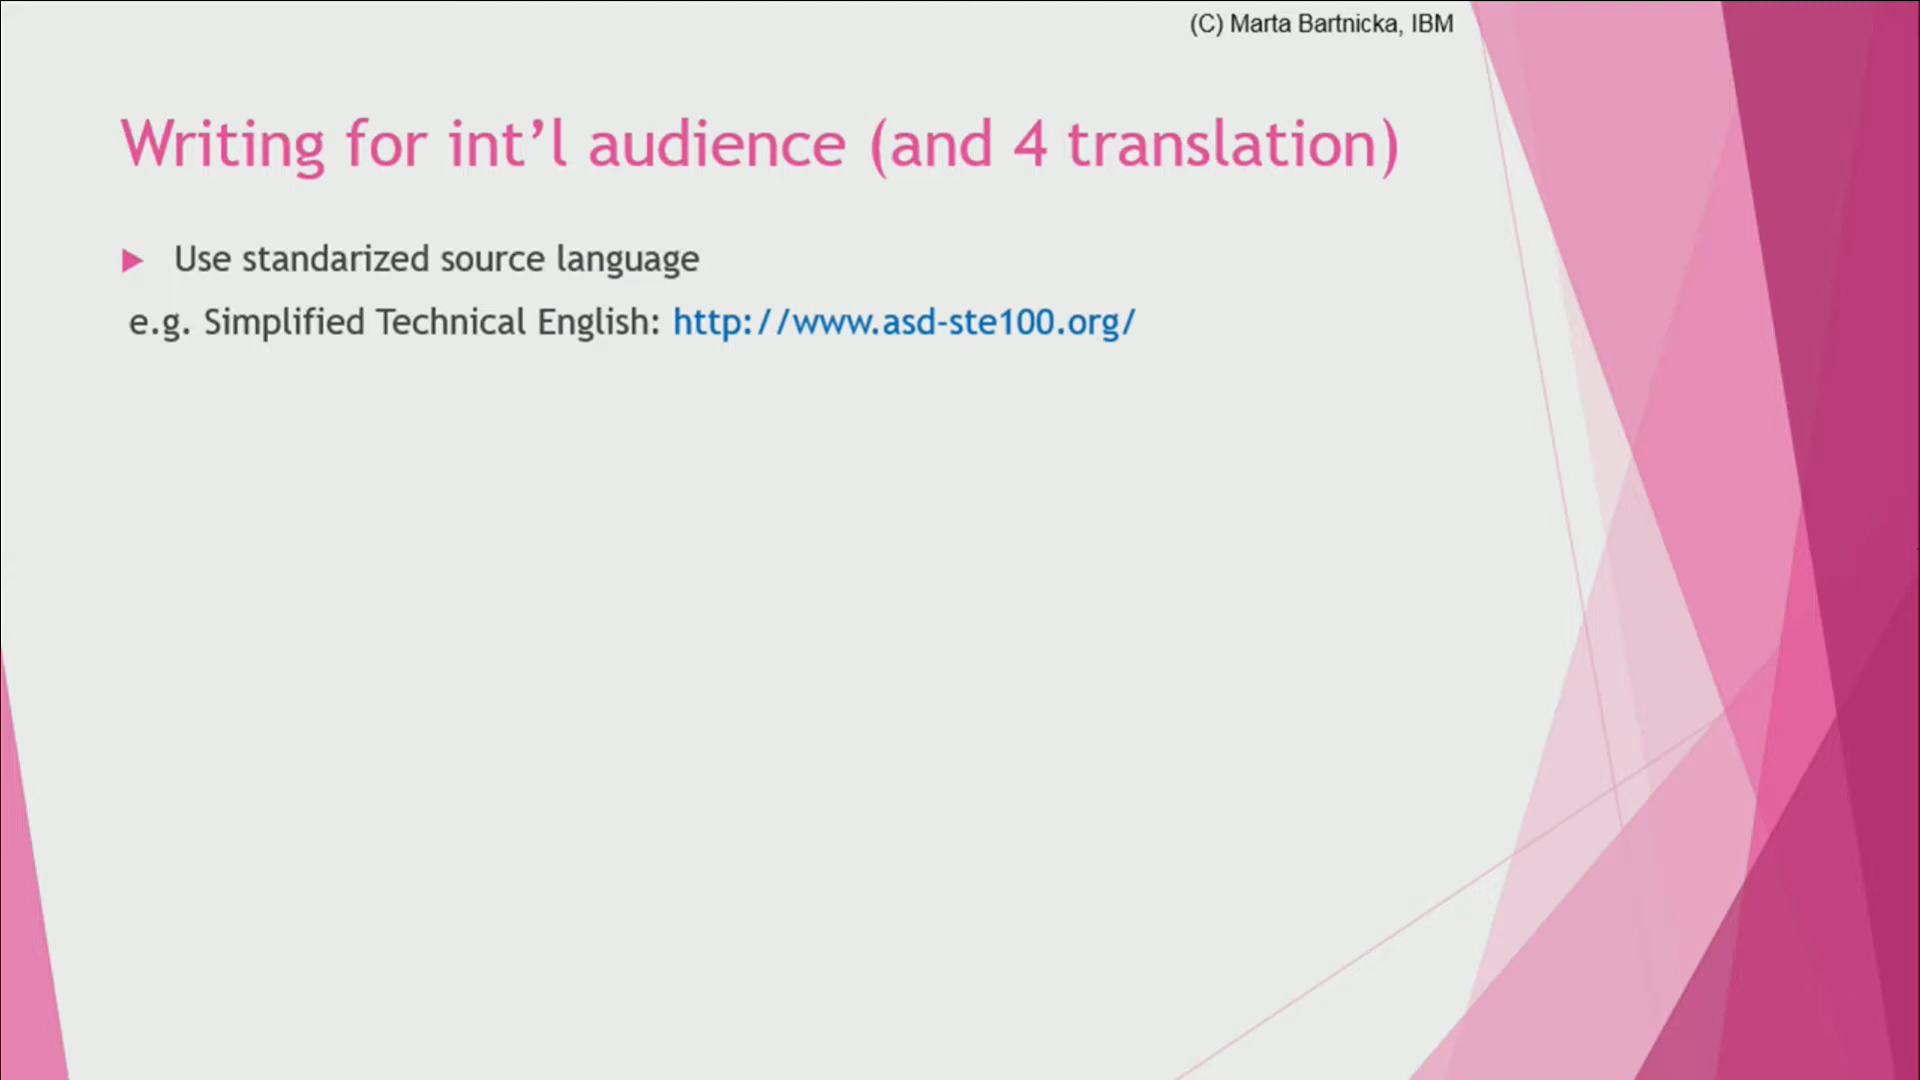 (C) Marta Bartnicka, IBM
Writing for int’l audience (and 4 translation)
Use standarized source language
e.g. Simplified Technical English: http://www.asd-ste100.org/